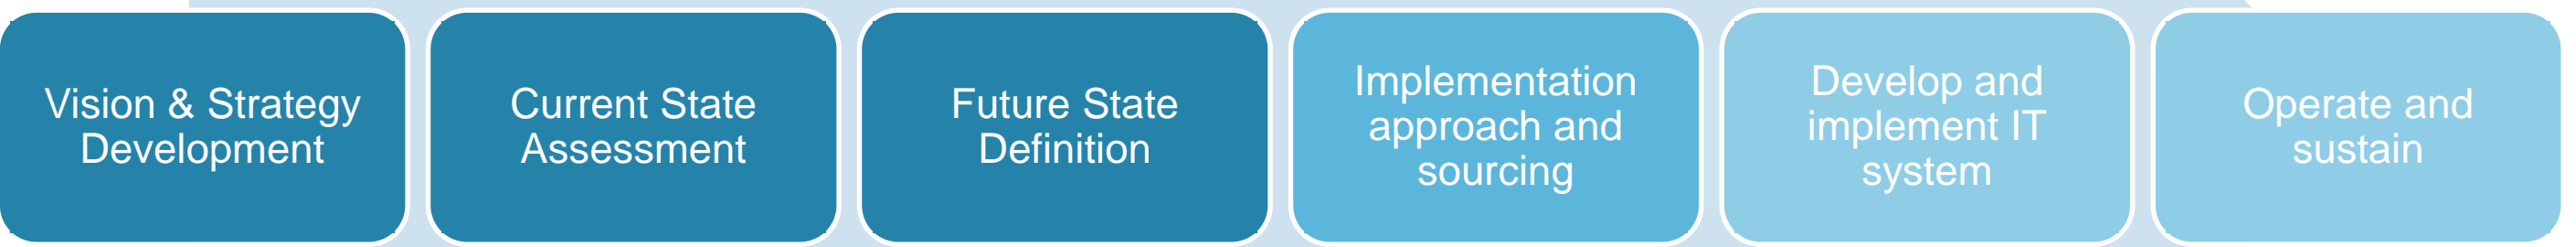 Vision & Strategy
Development
Current State
Assessment
Future State
Definition
Implementation
approach and
sourcing
Develop and
implement IT
system
Operate and
sustain